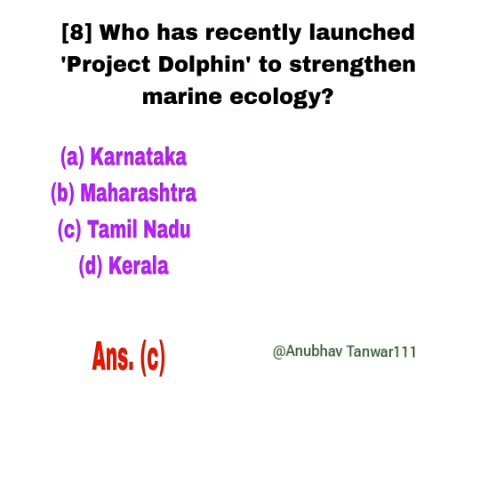 [8] Who has recently launched
'Project Dolphin' to strengthen
marine ecology?
(a) Karnataka
(b) Maharashtra
(c) Tamil Nadu
(d) Kerala
Ans. (c)
@Anubhav Tanwar111